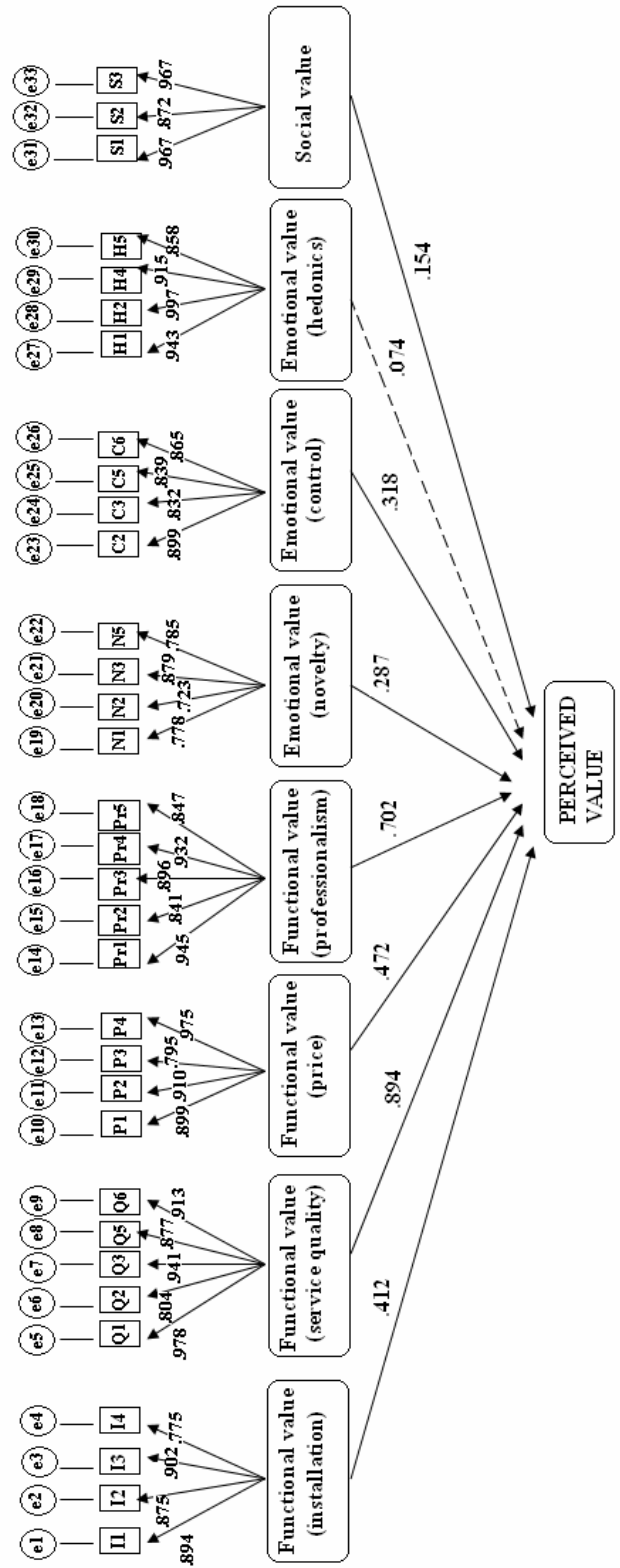 e1 e2 e3 e4 e5 e6 e7 e8 e9 e10 e11 e12 e13 e14 e15 e16 e17 e18 e19 e20 e21 e22 e23 e24 e25 e26 e27 e28 e29 e30 e31 e32 e33
I1 I2 I3 I4 Q1 Q2 Q3 Q5 Q6 P1 P2 P3 P4 Pr1 Pr2 Pr3 Pr4 Pr5 N1 N2 N3 N5 C2 C3 C5 C6 H1 H2 H4 H5 S1 S2 S3
.894 .875 .902 .775 .978 .804 .941 .877 .913 .899 .910 .795 .975 .945 .841 .896 .932 .847 .778 .723 .879 .785 .899 .832 .839 .865 .943 .997 .915 .858 .967 .872 .967
Functional value
(installation)
Functional value
(service quality)
Functional value
(price)
Functional value
(professionalism)
Emotional value
(novelty)
Emotional value
(control)
Emotional value
(hedonics)
Social value
.412 .894 .472 .702 .287 .318 .074 .154
PERCEIVED
VALUE